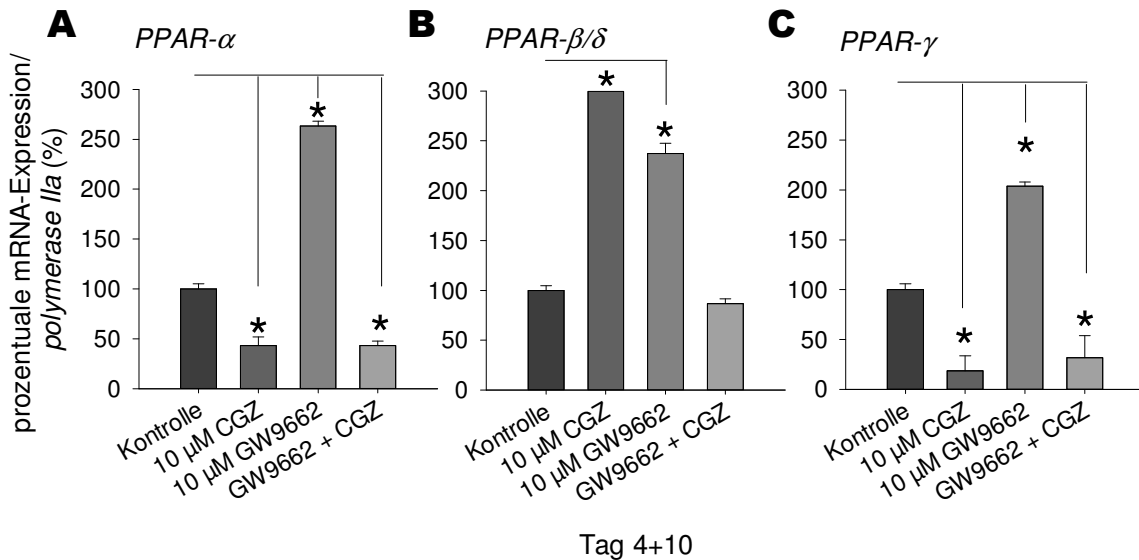 A
PPAR-α
B
PPAR-β/δ
C
PPAR-γ
prozentuale mRNA-Expression/
polymerase IIa (%)
300
250
200
150
100
50
0
*
*
*
Kontrolle
10 µM CGZ
10 µM GW9662
GW9662 + CGZ
300
250
200
150
100
50
0
*
*
Kontrolle
10 µM CGZ
10 µM GW9662
GW9662 + CGZ
300
250
200
150
100
50
0
*
*
*
Kontrolle
10 µM CGZ
10 µM GW9662
GW9662 + CGZ
Tag 4+10